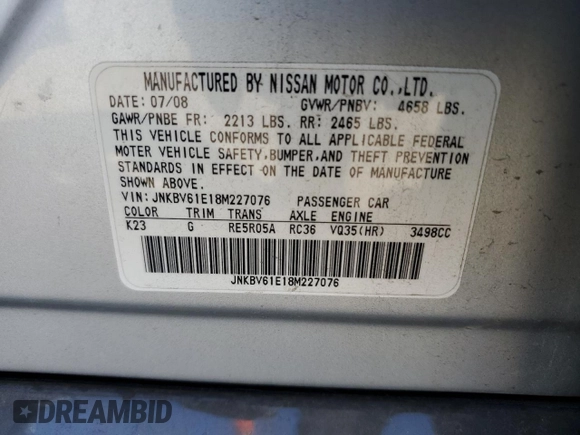 MANUFACTURED BY NISSAN MOTOR CO.,LTD.
DATE: 07/08 GVWR/PNBV: 4658 LBS.
GAWR/PNBE FR: 2213 LBS. RR: 2465 LBS.
THIS VEHICLE CONFORMS TO ALL APPLICABLE FEDERAL
MOTER VEHICLE SAFETY,BUMPER,AND THEFT PREVENTION
STANDARDS IN EFFECT ON THE DATE OF MANUFACTURE
SHOWN ABOVE.
VIN: JNKBV61E18M227076 PASSENGER CAR
COLOR TRIM TRANS AXLE ENGINE
K23 G RE5R05A RC36 VQ35(HR) 3498CC
JNKBV61E18M227076
DREAMBID